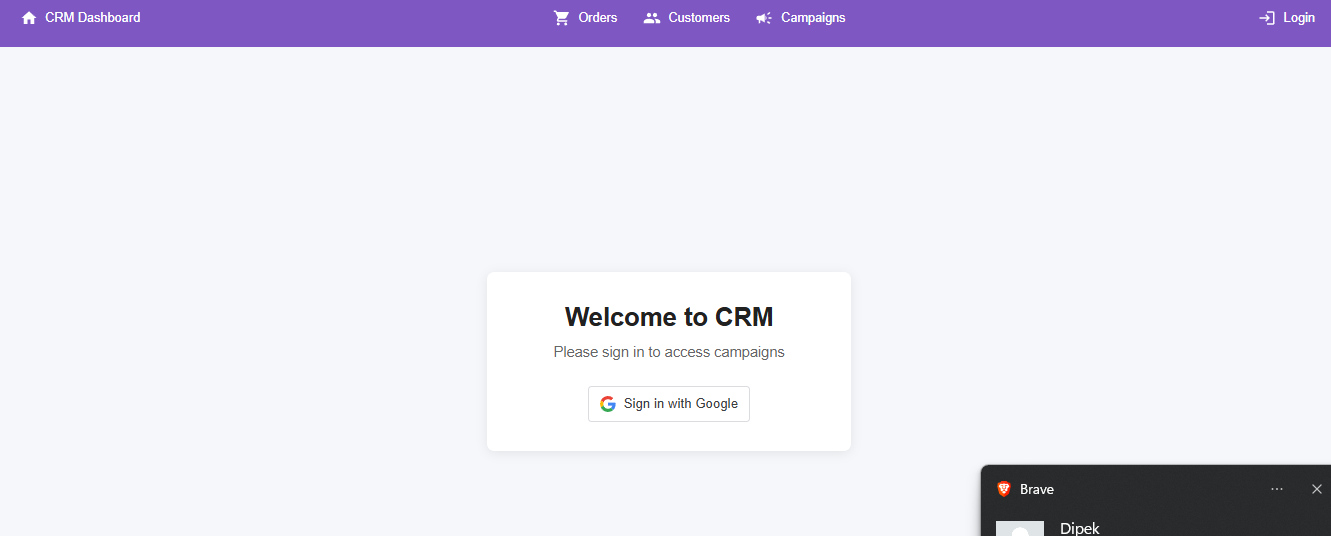 CRM Dashboard
Orders
Customers
Campaigns
Login
Welcome to CRM
Please sign in to access campaigns
Sign in with Google
Brave
Dipek